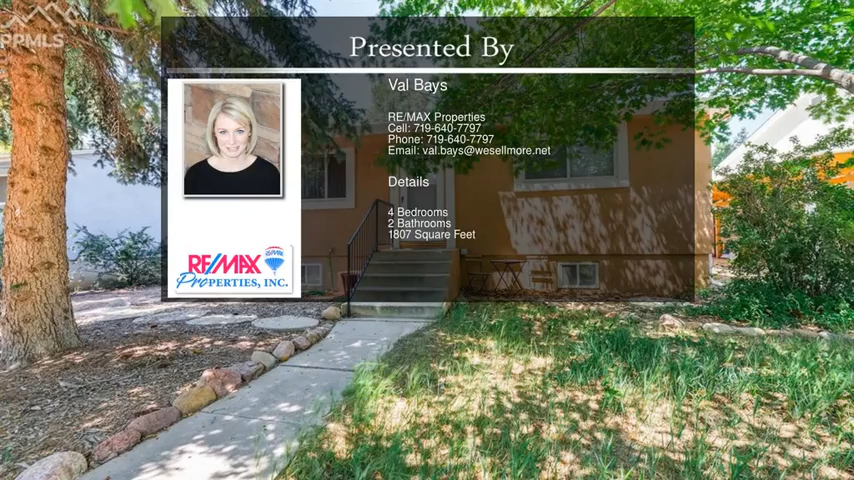 PPMLS
Presented By
Val Bays
RE/MAX Properties
Cell: 719-640-7797
Phone: 719-640-7797
Email: val.bays@wesellmore.net
Details
4 Bedrooms
2 Bathrooms
1807 Square Feet
RE/MAX
PROPERTIES, INC.